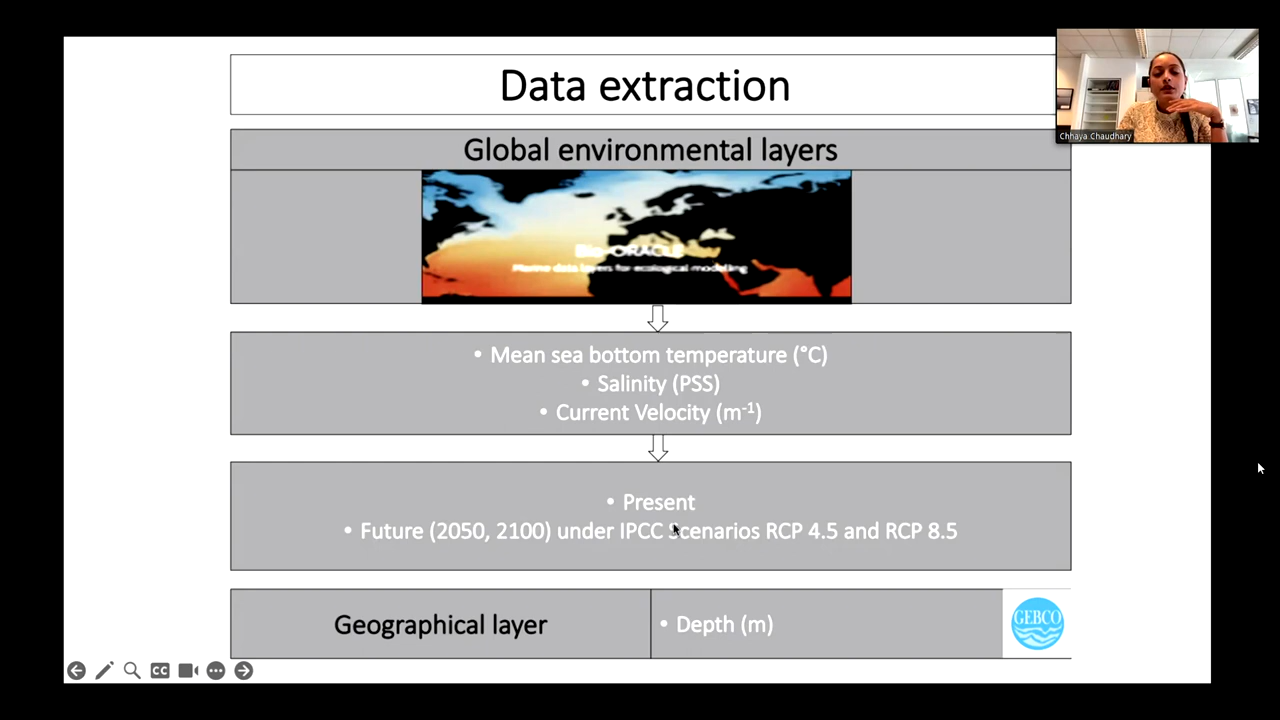 Data extraction
Chhaya Chaudhary
Global environmental layers
Bio-ORACLE
Marine data layers for ecological modelling
• Mean sea bottom temperature (°C)
• Salinity (PSS)
• Current Velocity (m⁻¹)
• Present
• Future (2050, 2100) under IPCC Scenarios RCP 4.5 and RCP 8.5
Geographical layer
• Depth (m)
GEBCO
CC